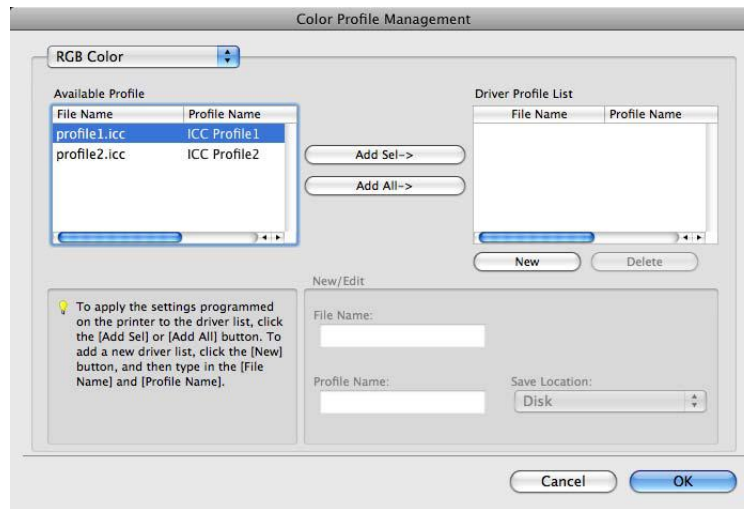 Color Profile Management
RGB Color
Available Profile
File Name Profile Name
profile1.icc ICC Profile1
profile2.icc ICC Profile2
Add Sel->
Add All->
Driver Profile List
File Name Profile Name
New Delete
To apply the settings programmed
on the printer to the driver list, click
the [Add Sel] or [Add All] button. To
add a new driver list, click the [New]
button, and then type in the [File
Name] and [Profile Name].
New/Edit
File Name:
Profile Name:
Save Location:
Disk
Cancel OK